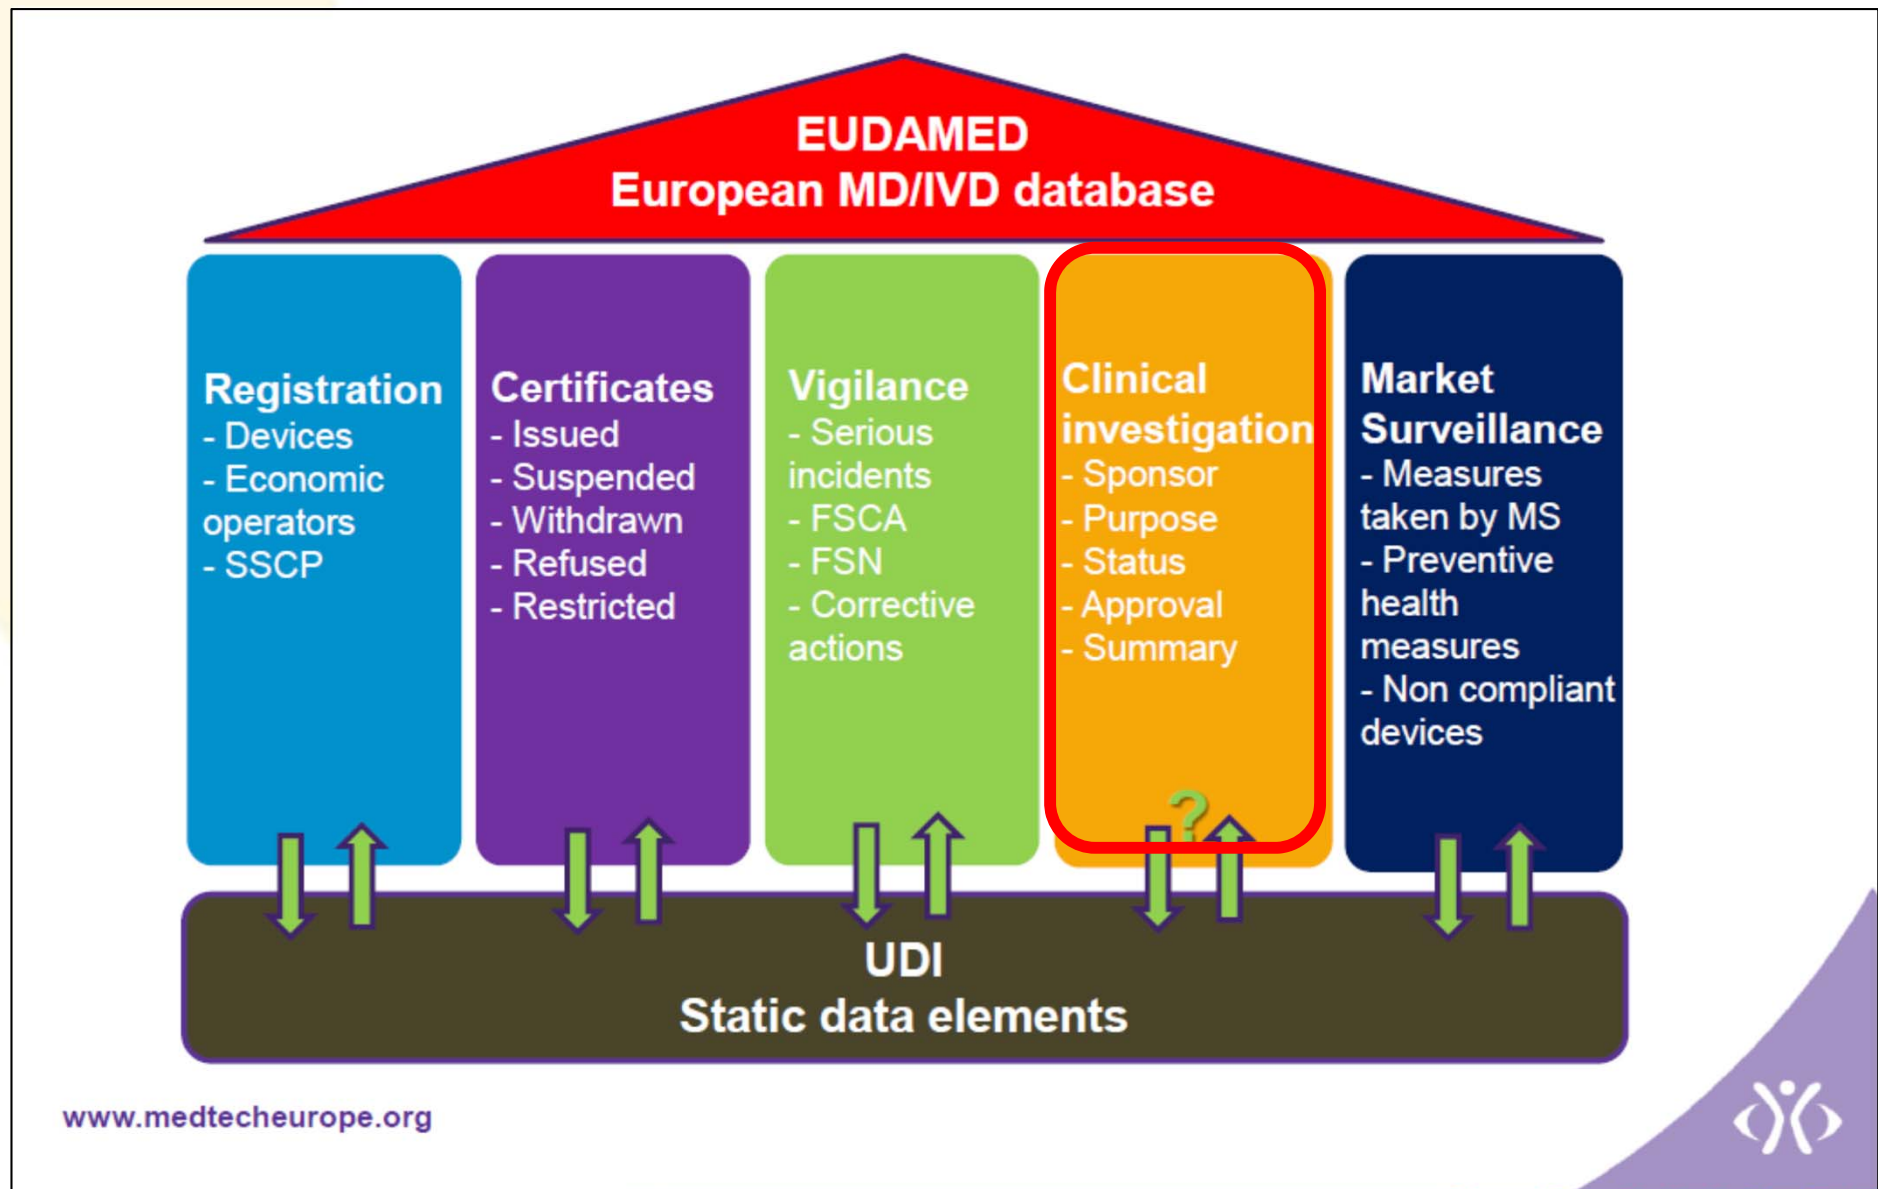 EUDAMED
European MD/IVD database
Registration
- Devices
- Economic
operators
- SSCP
Certificates
- Issued
- Suspended
- Withdrawn
- Refused
- Restricted
Vigilance
- Serious
incidents
- FSCA
- FSN
- Corrective
actions
Clinical
investigation
- Sponsor
- Purpose
- Status
- Approval
- Summary
?
Market
Surveillance
- Measures
taken by MS
- Preventive
health
measures
- Non compliant
devices
UDI
Static data elements
www.medtecheurope.org